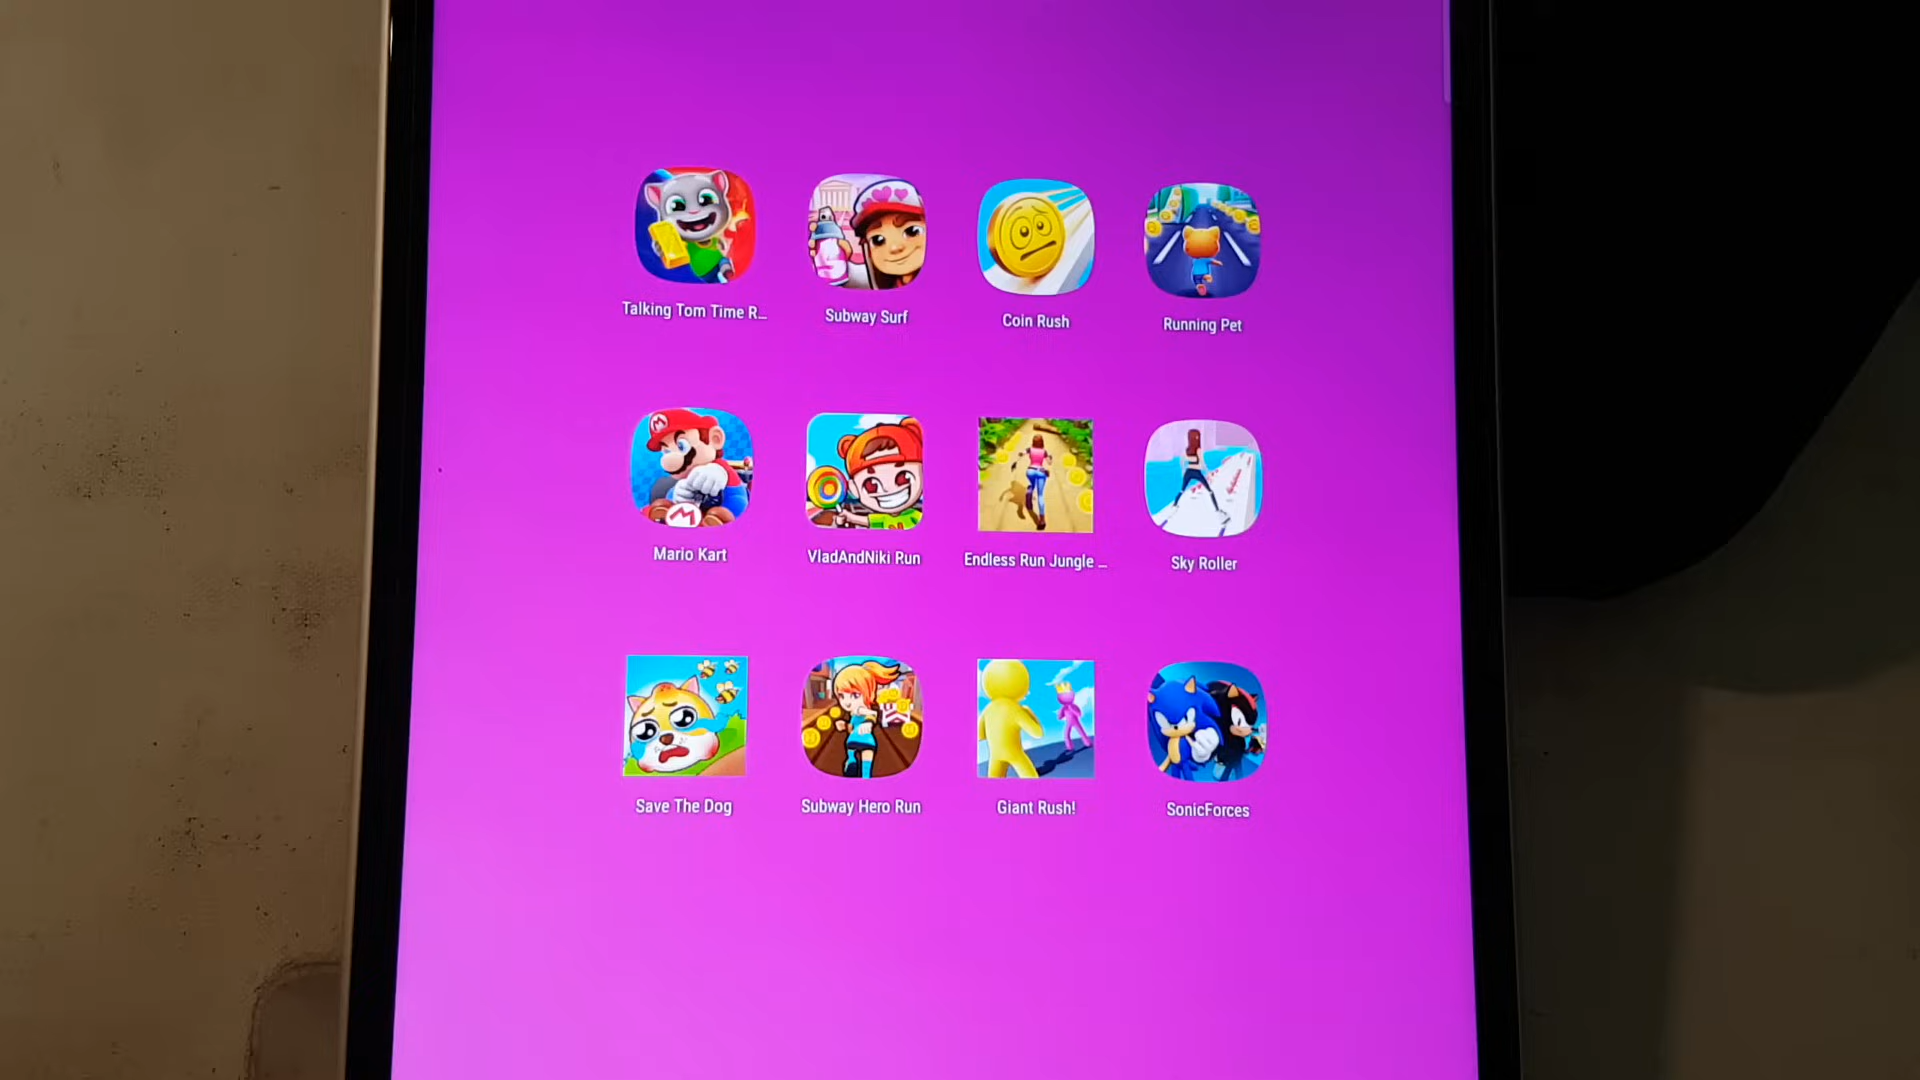 Talking Tom Time R...
Subway Surf
Coin Rush
Running Pet
Mario Kart
VladAndNiki Run
Endless Run Jungle ...
Sky Roller
Save The Dog
Subway Hero Run
Giant Rush!
SonicForces